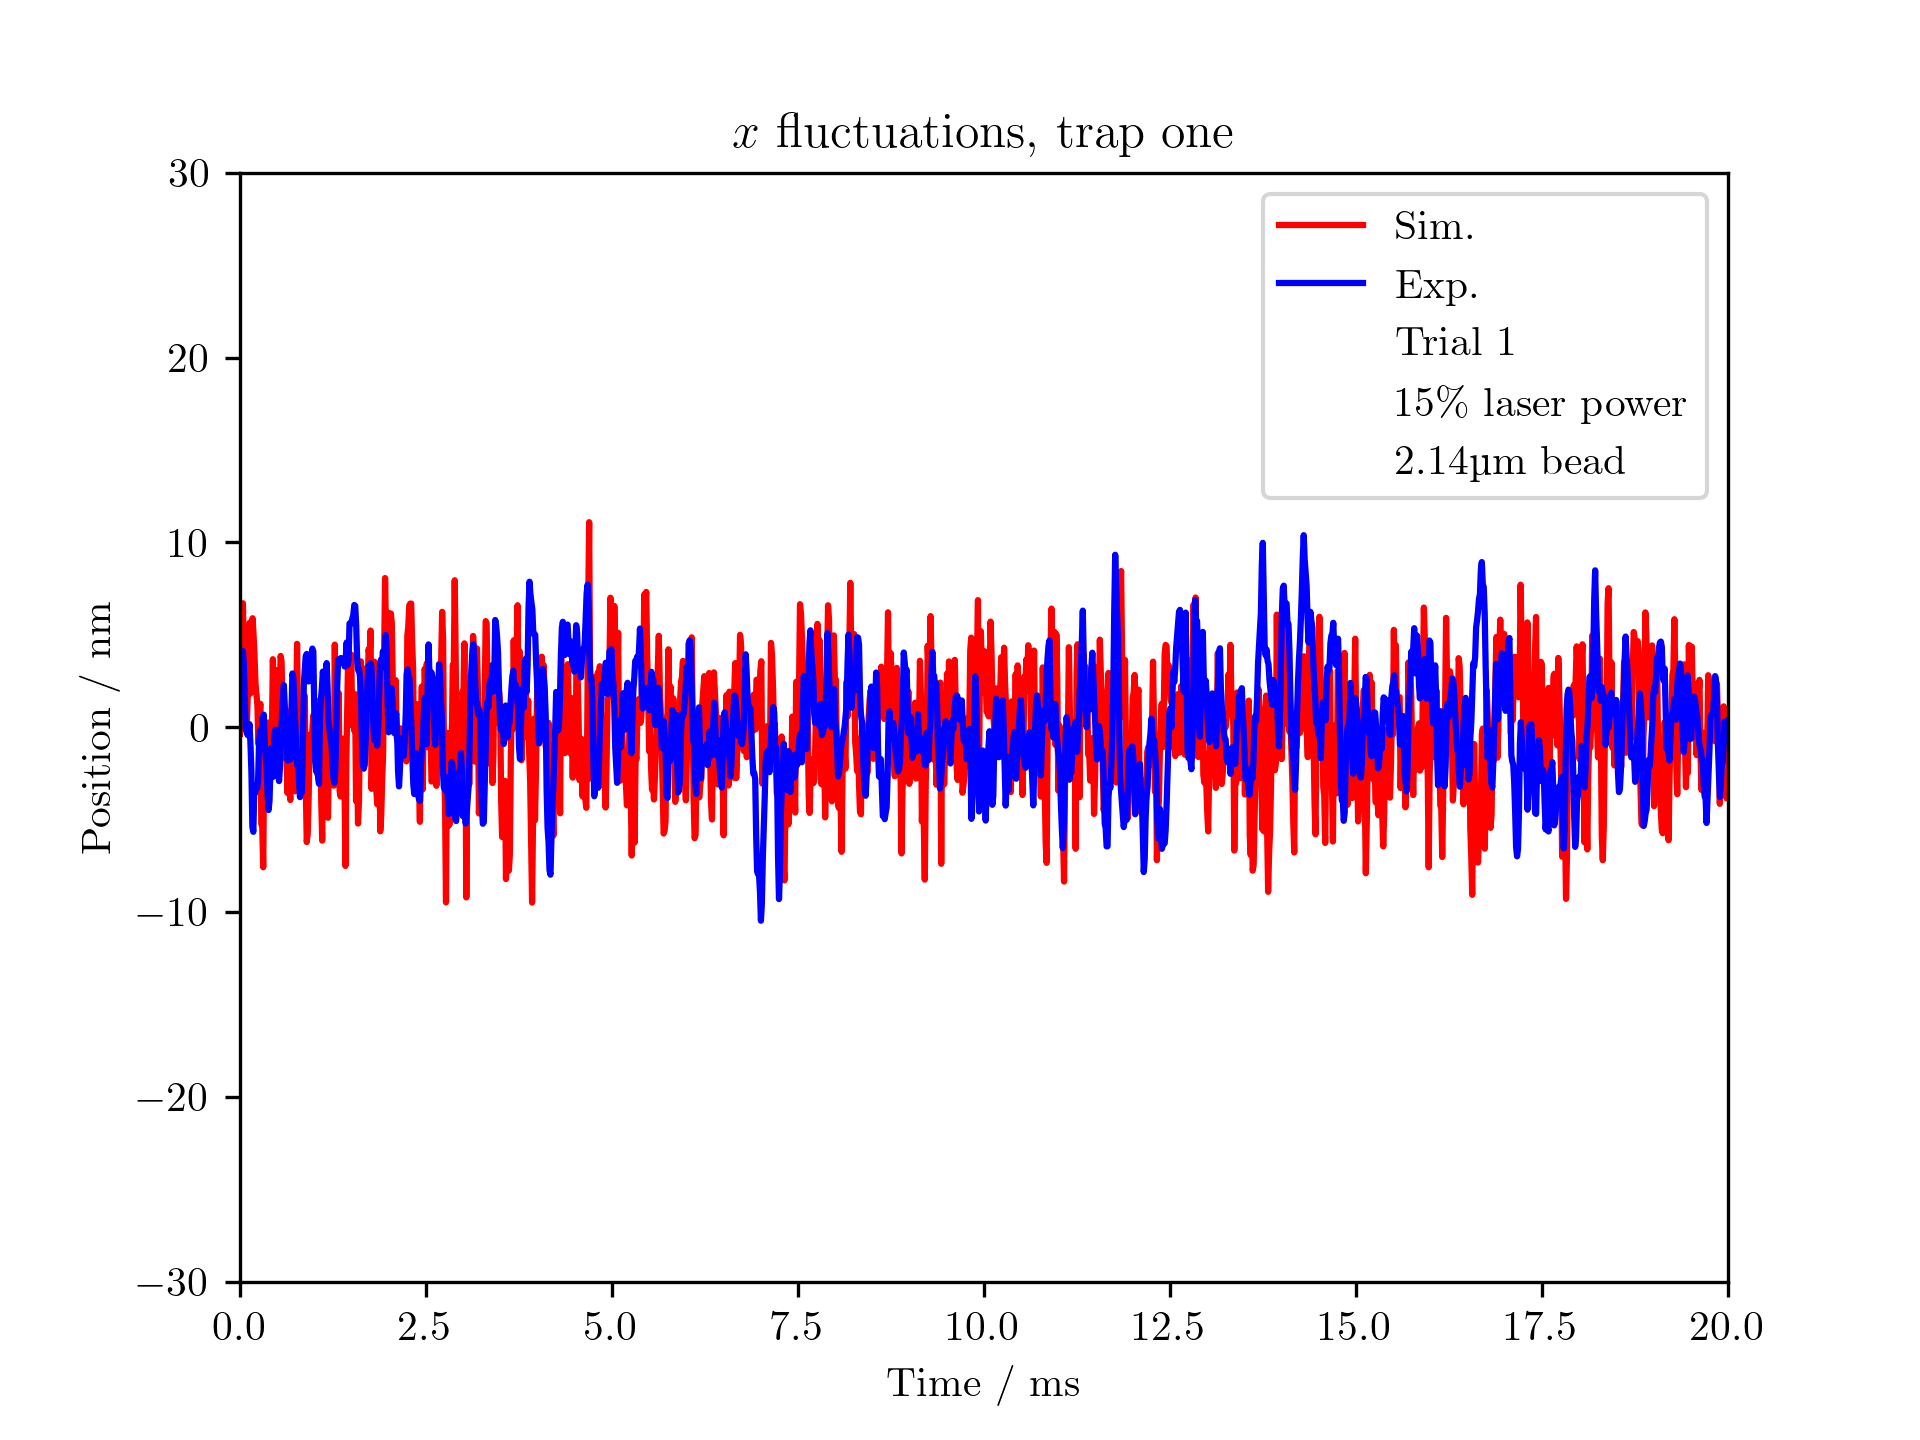 x fluctuations, trap one
30
20
10
0
−10
−20
−30
Position / nm
Sim.
Exp.
Trial 1
15% laser power
2.14µm bead
0.0 2.5 5.0 7.5 10.0 12.5 15.0 17.5 20.0
Time / ms